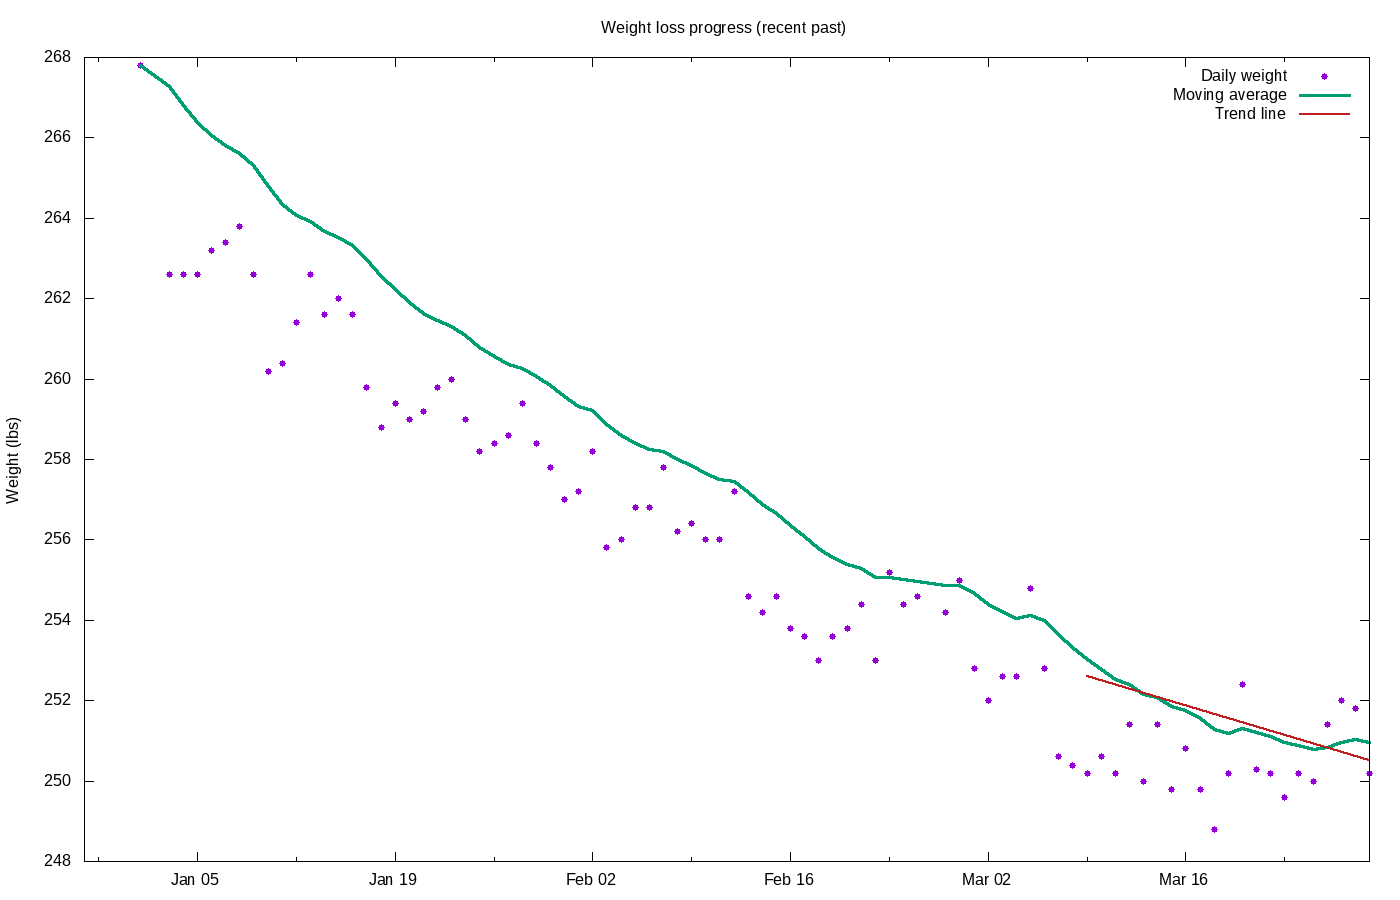 Weight loss progress (recent past)
Daily weight
Moving average
Trend line
Weight (lbs)
268
266
264
262
260
258
256
254
252
250
248
Jan 05 Jan 19 Feb 02 Feb 16 Mar 02 Mar 16